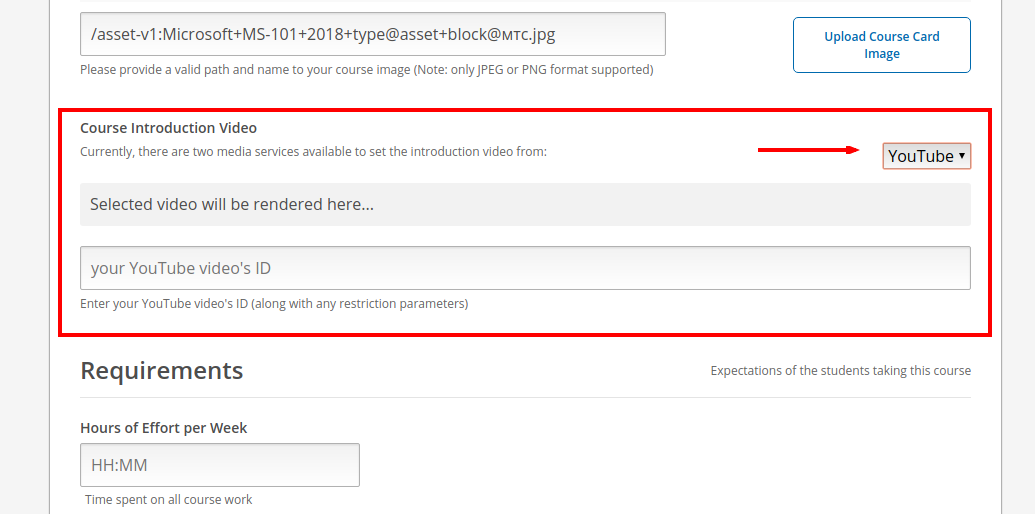 /asset-v1:Microsoft+MS-101+2018+type@asset+block@мтс.jpg
Upload Course Card
Image
Please provide a valid path and name to your course image (Note: only JPEG or PNG format supported)
Course Introduction Video
Currently, there are two media services available to set the introduction video from:
YouTube
Selected video will be rendered here...
your YouTube video's ID
Enter your YouTube video's ID (along with any restriction parameters)
Requirements
Expectations of the students taking this course
Hours of Effort per Week
HH:MM
Time spent on all course work